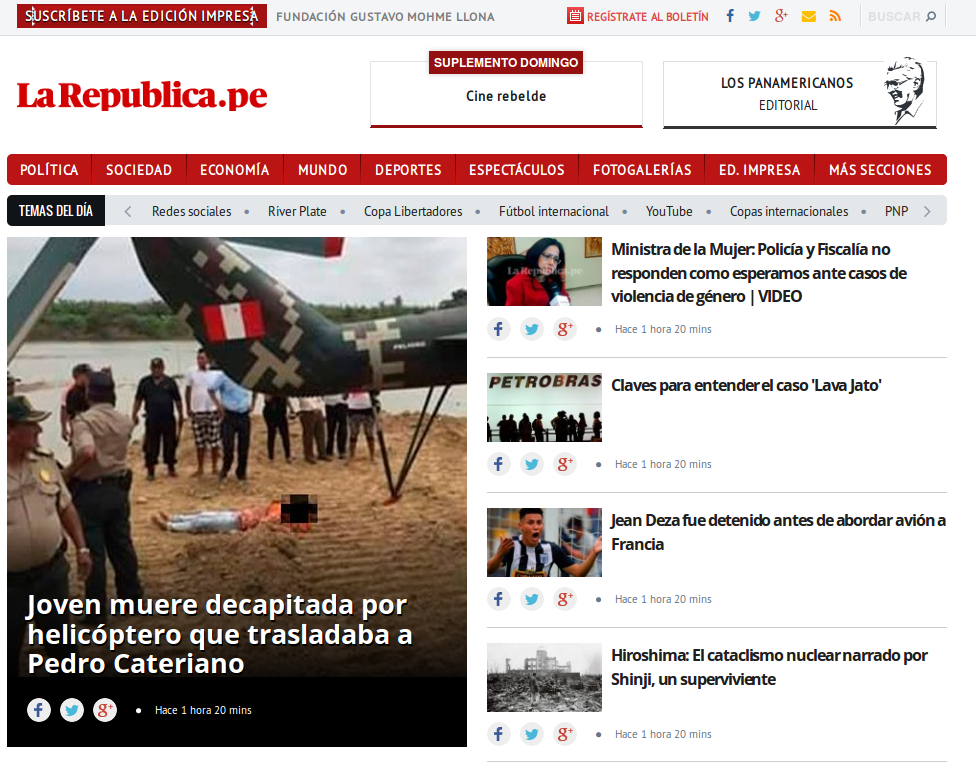 SUSCRÍBETE A LA EDICIÓN IMPRESA
FUNDACIÓN GUSTAVO MOHME LLONA
REGÍSTRATE AL BOLETÍN
BUSCAR
LaRepublica.pe
SUPLEMENTO DOMINGO
Cine rebelde
LOS PANAMERICANOS
EDITORIAL
POLÍTICA
SOCIEDAD
ECONOMÍA
MUNDO
DEPORTES
ESPECTÁCULOS
FOTOGALERÍAS
ED. IMPRESA
MÁS SECCIONES
TEMAS DEL DÍA
Redes sociales • River Plate • Copa Libertadores • Fútbol internacional • YouTube • Copas internacionales • PNP
PELIGRO
Joven muere decapitada por
helicóptero que trasladaba a
Pedro Cateriano
Hace 1 hora 20 mins
LaRepublica.pe
Ministra de la Mujer: Policía y Fiscalía no
responden como esperamos ante casos de
violencia de género | VIDEO
Hace 1 hora 20 mins
PETROBRAS
Claves para entender el caso 'Lava Jato'
Hace 1 hora 20 mins
Jean Deza fue detenido antes de abordar avión a
Francia
Hace 1 hora 20 mins
Hiroshima: El cataclismo nuclear narrado por
Shinji, un superviviente
Hace 1 hora 20 mins